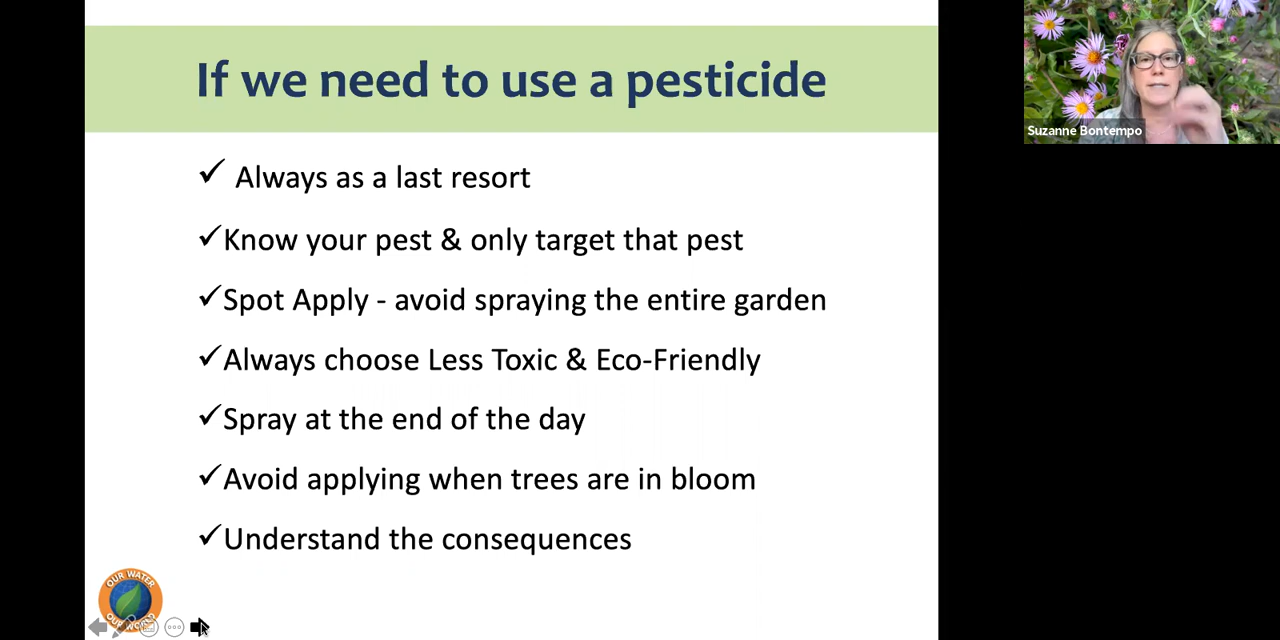 If we need to use a pesticide
Suzanne Bontempo
✓ Always as a last resort
✓Know your pest & only target that pest
✓Spot Apply - avoid spraying the entire garden
✓Always choose Less Toxic & Eco-Friendly
✓Spray at the end of the day
✓Avoid applying when trees are in bloom
✓Understand the consequences
OUR WATER
OUR WORLD